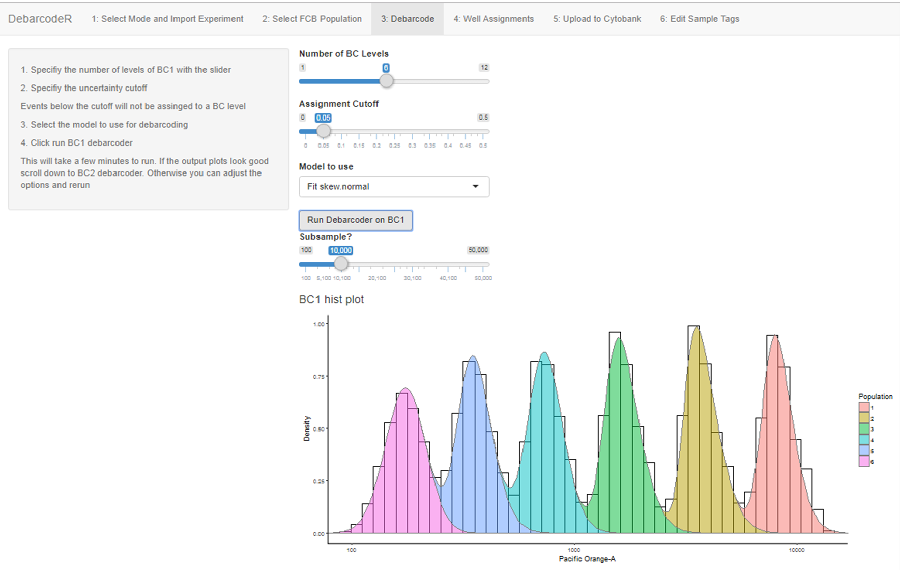 DebarcodeR 1: Select Mode and Import Experiment 2: Select FCB Population 3: Debarcode 4: Well Assignments 5: Upload to Cytobank 6: Edit Sample Tags
1. Specifiy the number of levels of BC1 with the slider
2. Specifiy the uncertainty cutoff
Events below the cutoff will not be assinged to a BC level
3. Select the model to use for debarcoding
4. Click run BC1 debarcoder
This will take a few minutes to run. If the output plots look good
scroll down to BC2 debarcoder. Otherwise you can adjust the
options and rerun
Number of BC Levels
1 6 12
Assignment Cutoff
0 0.05 0.5
0 0.05 0.1 0.15 0.2 0.25 0.3 0.35 0.4 0.45 0.5
Model to use
Fit skew.normal
Run Debarcoder on BC1
Subsample?
100 10,000 50,000
100 5,100 10,100 20,100 30,100 40,100 50,000
BC1 hist plot
1.00
0.75
0.50
0.25
0.00
Density
100 1000 10000
Pacific Orange-A
Population
1
2
3
4
5
6